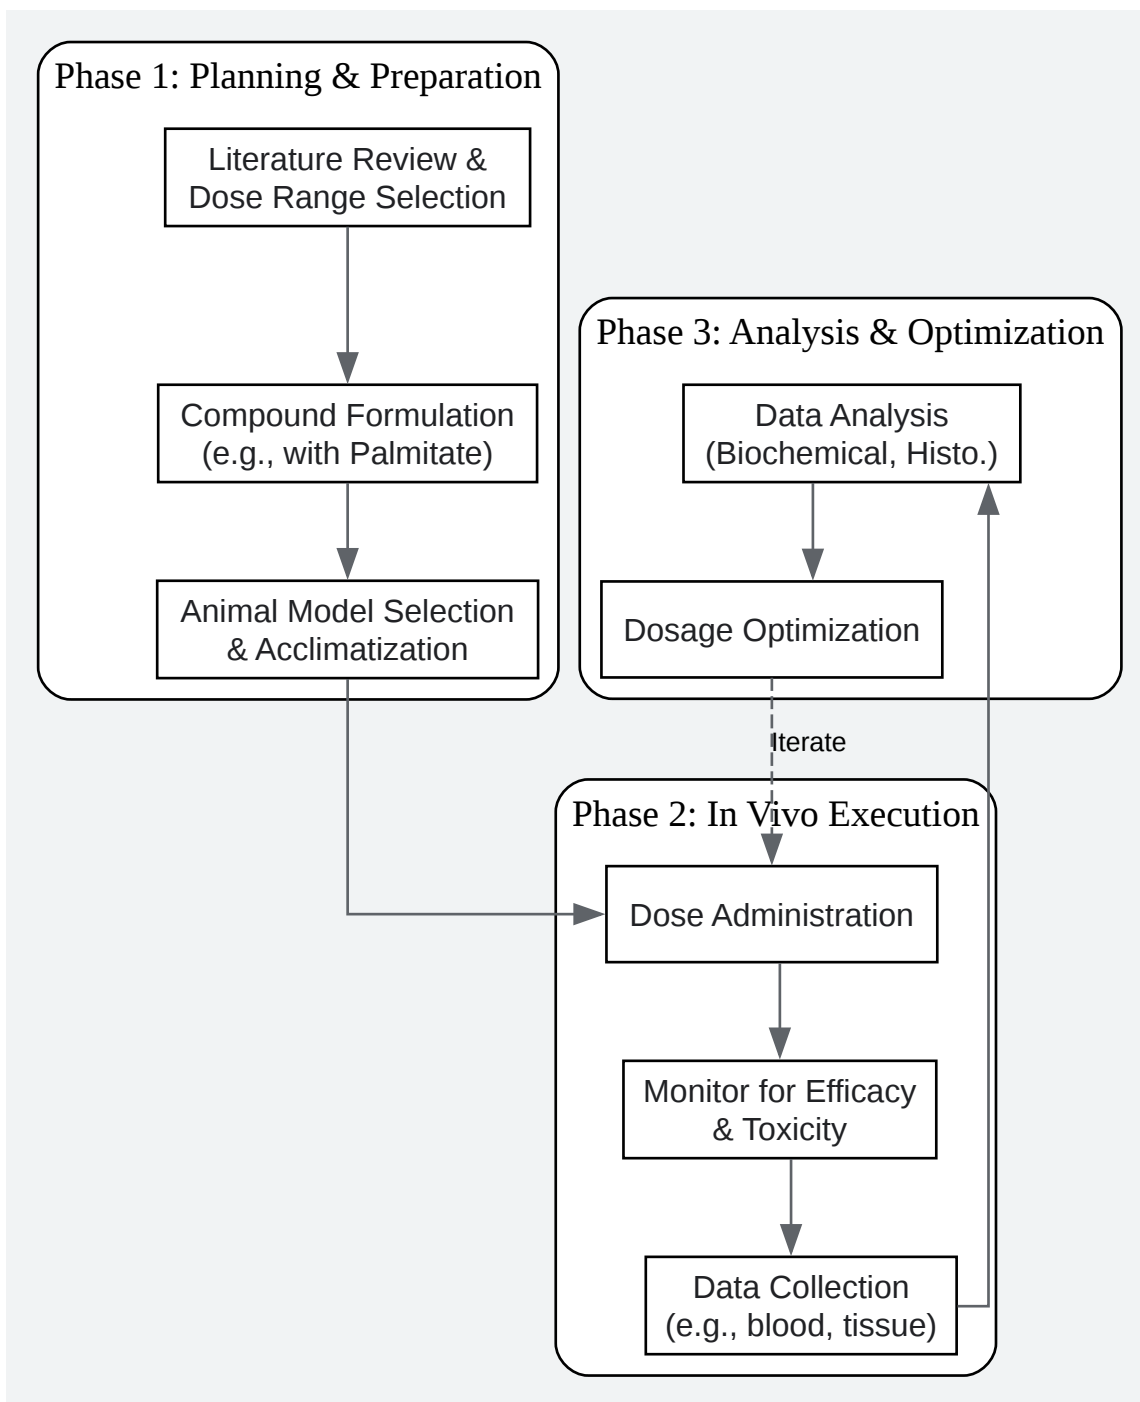 Phase 1: Planning & Preparation
Literature Review &
Dose Range Selection
Compound Formulation
(e.g., with Palmitate)
Animal Model Selection
& Acclimatization
Phase 3: Analysis & Optimization
Data Analysis
(Biochemical, Histo.)
Dosage Optimization
Iterate
Phase 2: In Vivo Execution
Dose Administration
Monitor for Efficacy
& Toxicity
Data Collection
(e.g., blood, tissue)